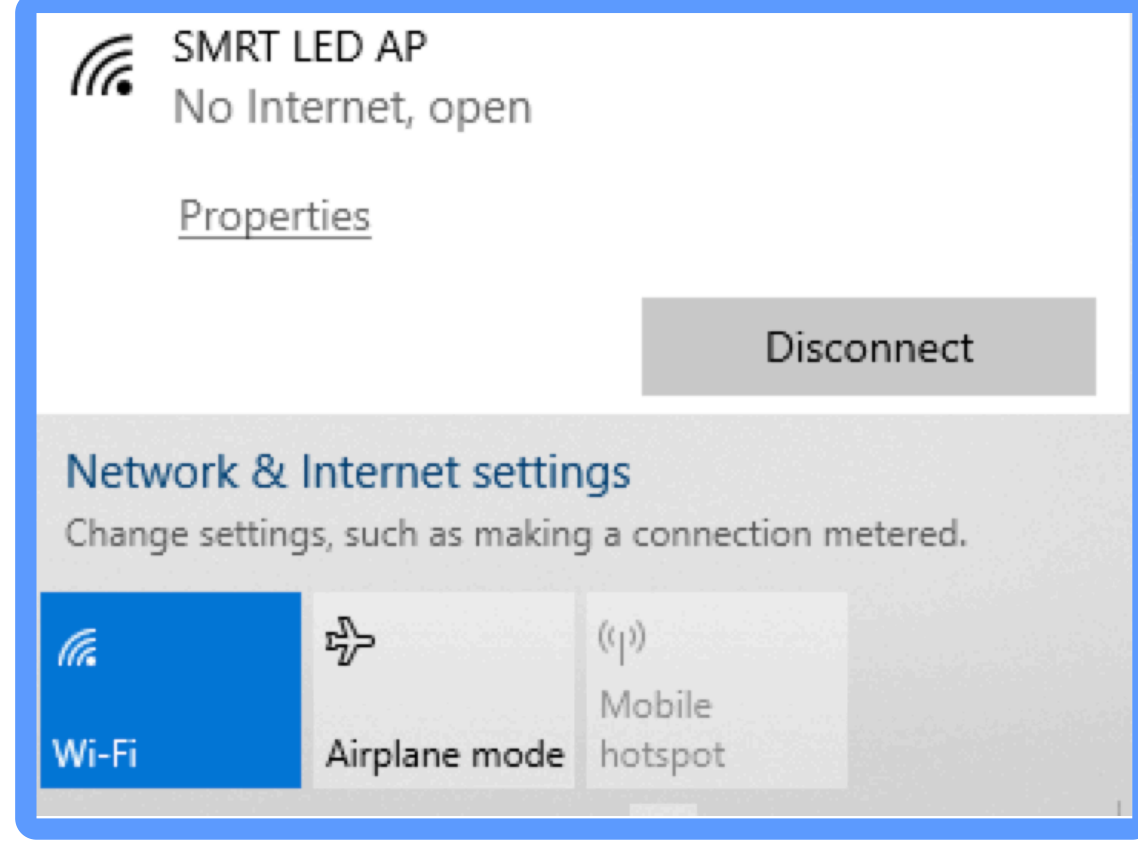 SMRT LED AP
No Internet, open
Properties
Disconnect
Network & Internet settings
Change settings, such as making a connection metered.
Wi-Fi
Airplane mode
Mobile
hotspot